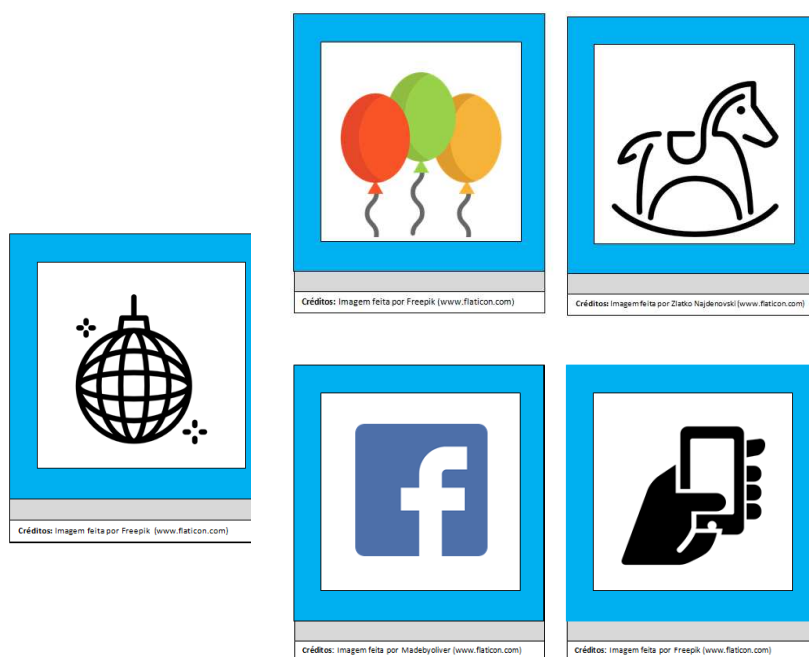 Créditos: Imagem feita por Freepik (www.flaticon.com)
Créditos: Imagem feita por Zlatko Najdenovski (www.flaticon.com)
Créditos: Imagem feita por Freepik (www.flaticon.com)
f
Créditos: Imagem feita por Madebyoliver (www.flaticon.com)
Créditos: Imagem feita por Freepik (www.flaticon.com)